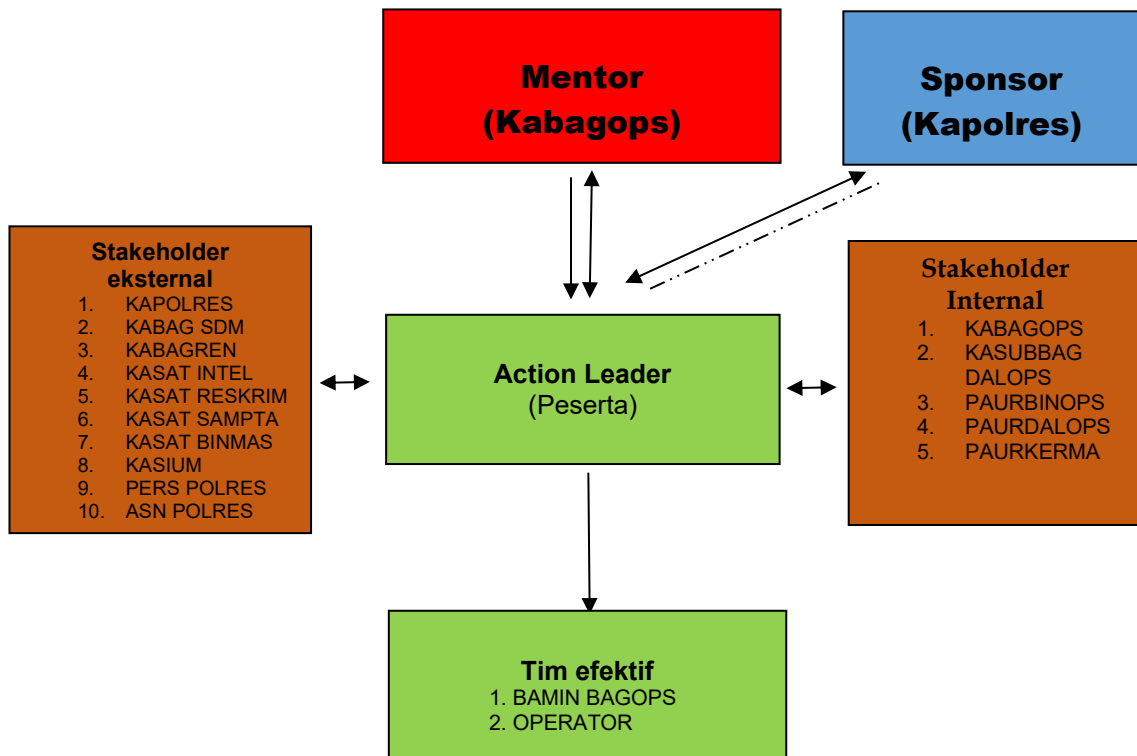 Mentor
(Kabagops)
Sponsor
(Kapolres)
Stakeholder
eksternal
1. KAPOLRES
2. KABAG SDM
3. KABAGREN
4. KASAT INTEL
5. KASAT RESKRIM
6. KASAT SAMPTA
7. KASAT BINMAS
8. KASIUM
9. PERS POLRES
10. ASN POLRES
Action Leader
(Peserta)
Stakeholder
Internal
1. KABAGOPS
2. KASUBBAG
DALOPS
3. PAURBINOPS
4. PAURDALOPS
5. PAURKERMA
Tim efektif
1. BAMIN BAGOPS
2. OPERATOR